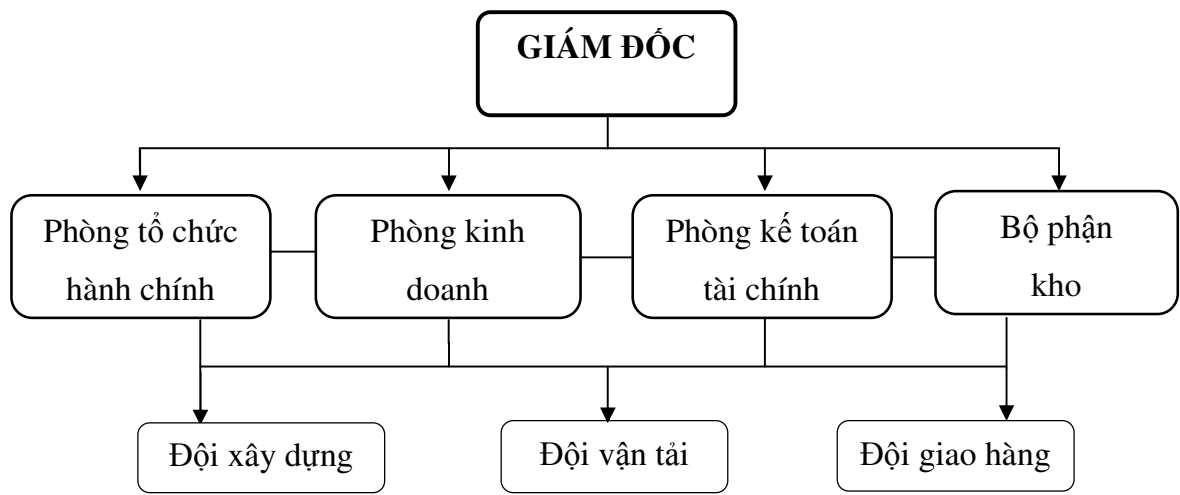 GIÁM ĐỐC
Phòng tổ chức
hành chính
Phòng kinh
doanh
Phòng kế toán
tài chính
Bộ phận
kho
Đội xây dựng
Đội vận tải
Đội giao hàng